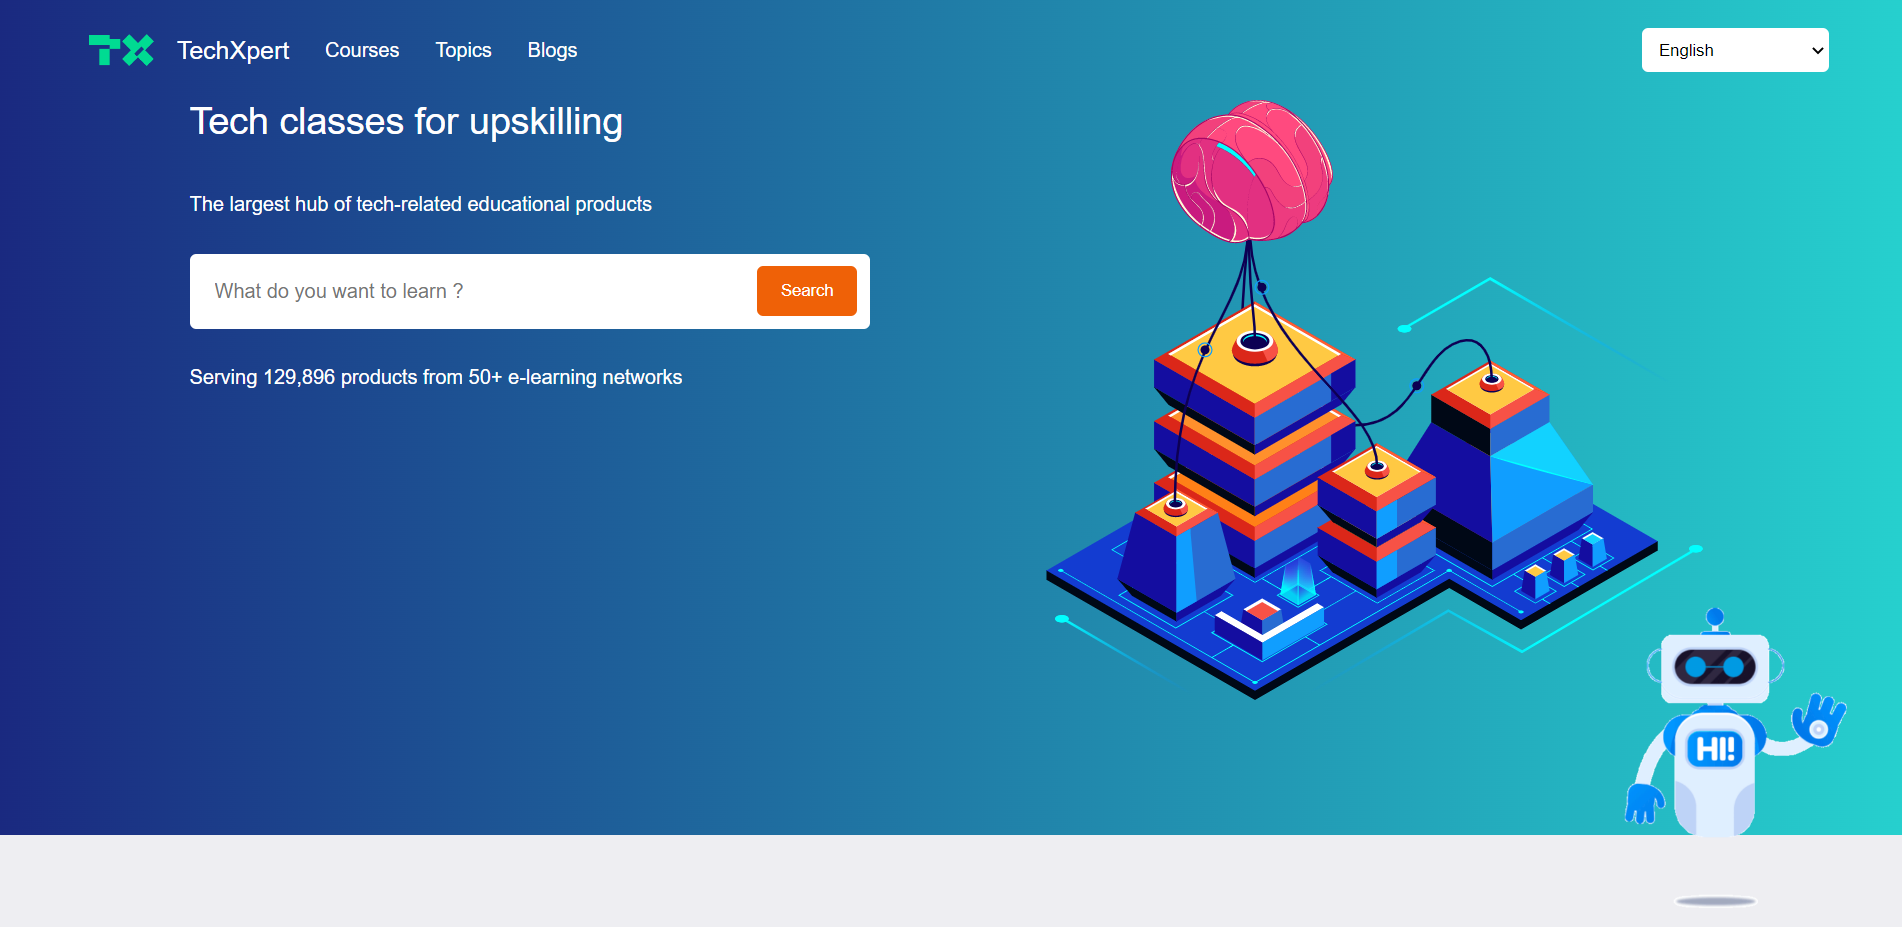 TX TechXpert Courses Topics Blogs English
Tech classes for upskilling
The largest hub of tech-related educational products
What do you want to learn ? Search
Serving 129,896 products from 50+ e-learning networks
HI!